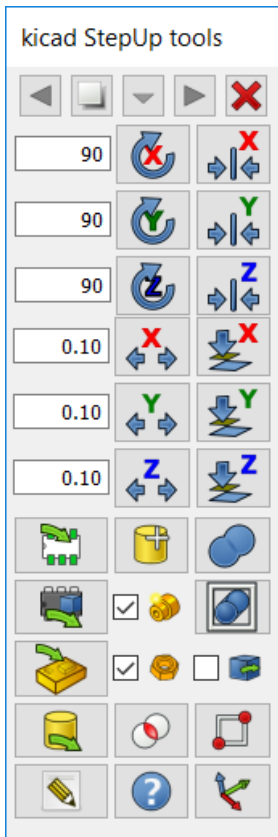 kicad StepUp tools
90 X X
90 Y Y
90 Z Z
0.10 X X
0.10 Y Y
0.10 Z Z
?